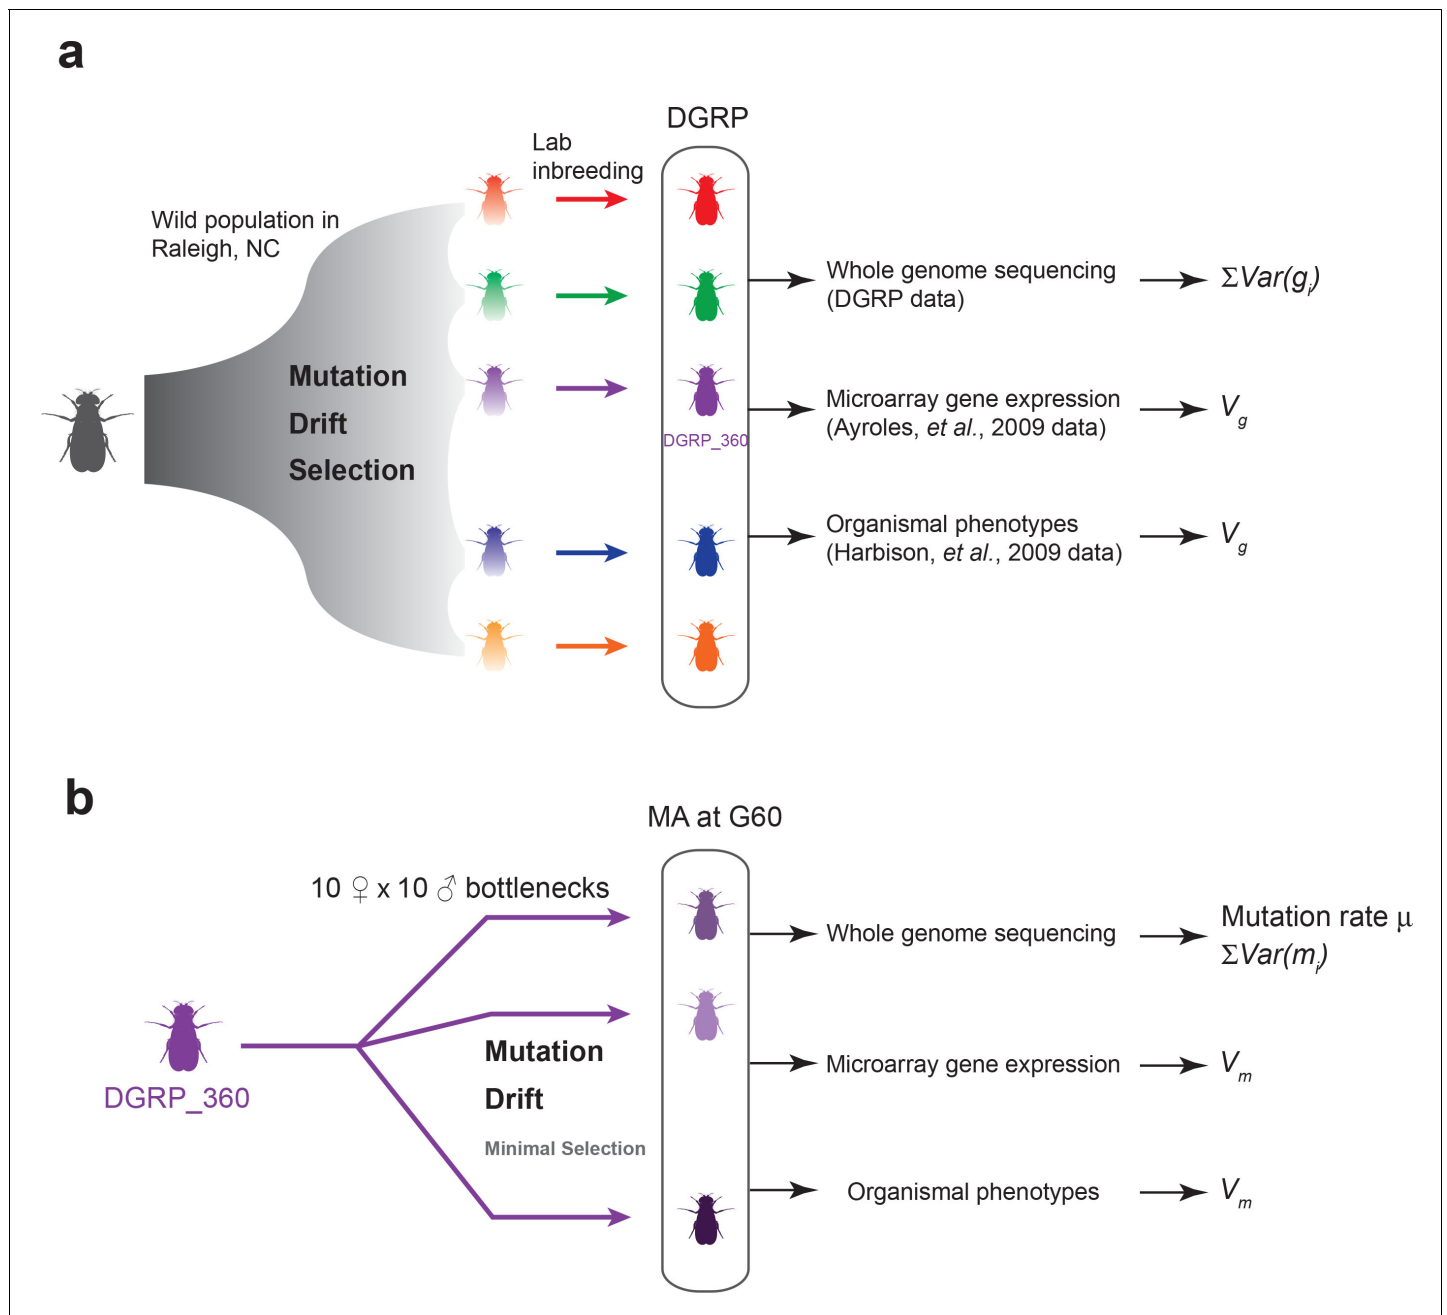 a
DGRP
Lab
inbreeding
Wild population in
Raleigh, NC
Whole genome sequencing
(DGRP data)
ΣVar(gi)
Mutation
Drift
Selection
Microarray gene expression
(Ayroles, et al., 2009 data)
Vg
DGRP_360
Organismal phenotypes
(Harbison, et al., 2009 data)
Vg
b
MA at G60
10 ♀ x 10 ♂ bottlenecks
Whole genome sequencing
Mutation rate μ
ΣVar(mi)
Mutation
Drift
Minimal Selection
DGRP_360
Microarray gene expression
Vm
Organismal phenotypes
Vm